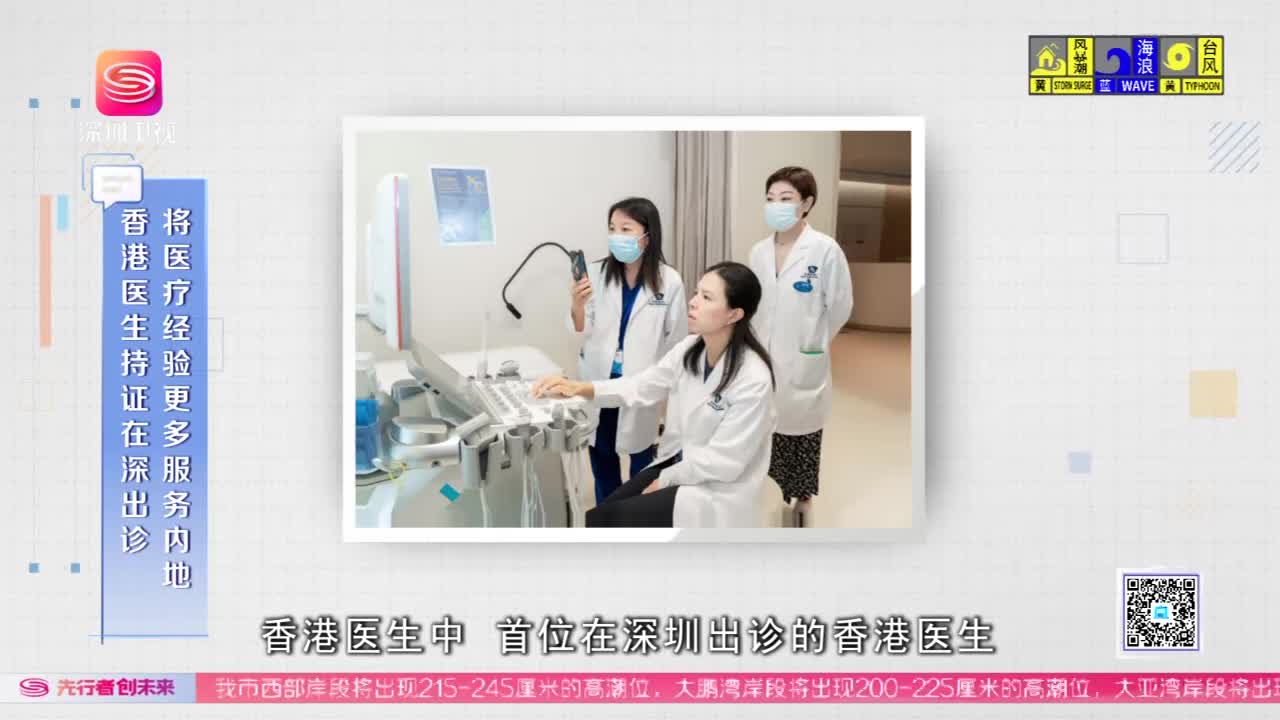 深圳卫视
风暴潮
黄
STORM SURGE
海浪
蓝
WAVE
台风
黄
TYPHOON
香港医生持证在深出诊
将医疗经验更多服务内地
香港医生中 首位在深圳出诊的香港医生
先行者创未来
我市西部岸段将出现215-245厘米的高潮位，大鹏湾岸段将出现200-225厘米的高潮位，大亚湾岸段将出现